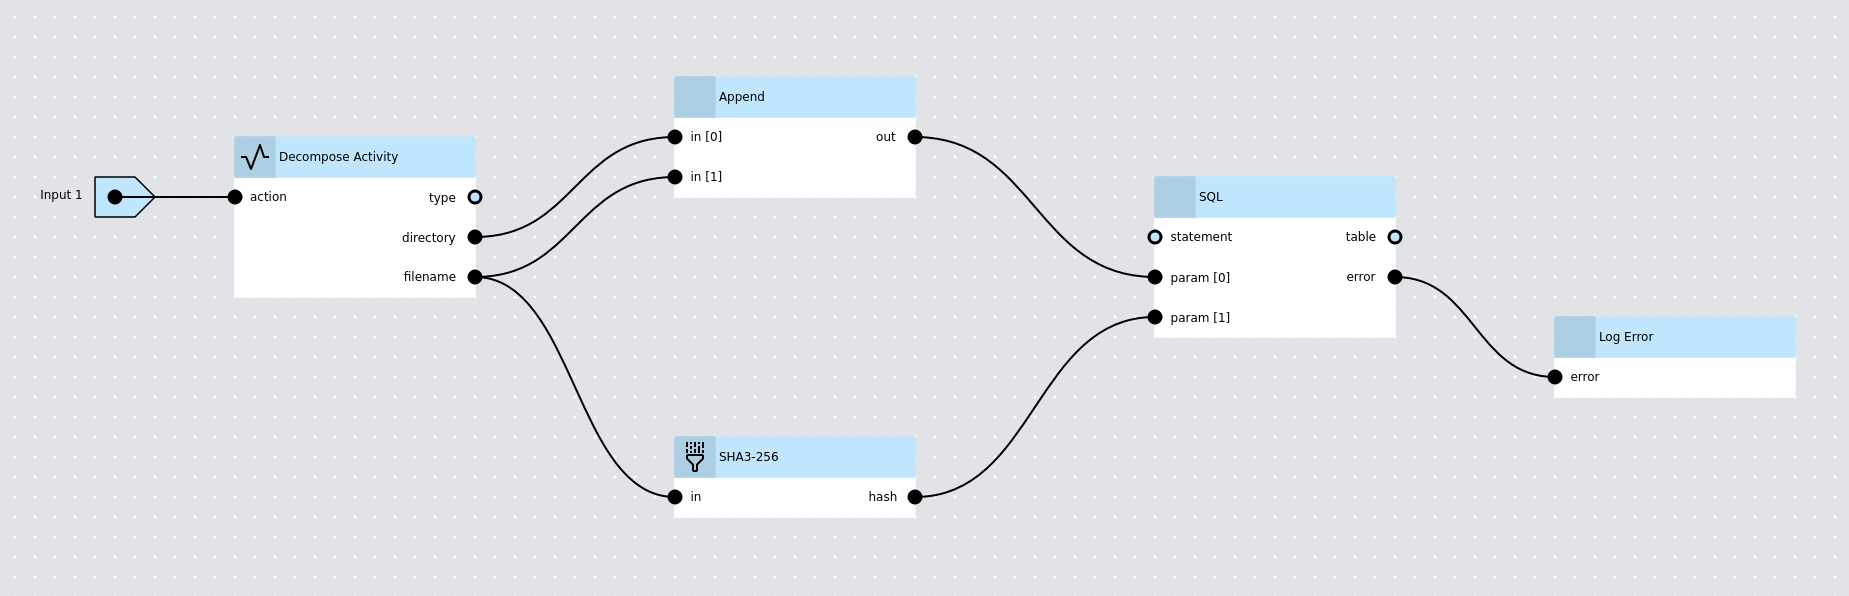 Input 1
Decompose Activity
action
type
directory
filename
Append
in [0]
out
in [1]
SHA3-256
in
hash
SQL
statement
table
param [0]
error
param [1]
Log Error
error